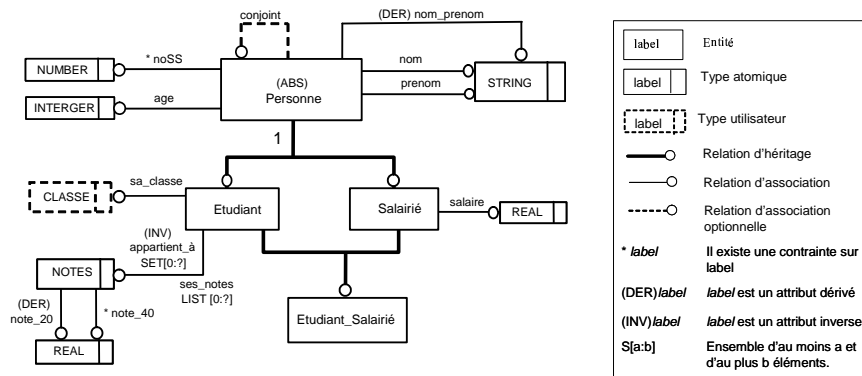 conjoint
(DER) nom_prenom
NUMBER
* noSS
INTERGER
age
(ABS)
Personne
nom
prenom
STRING
1
CLASSE
sa_classe
Etudiant
Salairié
salaire
REAL
(INV)
appartient_à
SET[0:?]
NOTES
ses_notes
LIST [0:?]
(DER)
note_20
* note_40
REAL
Etudiant_Salairié
label
Entité
label
Type atomique
label
Type utilisateur
Relation d'héritage
Relation d'association
Relation d'association
optionnelle
* label
Il existe une contrainte sur
label
(DER)label
label est un attribut dérivé
(INV)label
label est un attribut inverse
S[a:b]
Ensemble d'au moins a et
d'au plus b éléments.